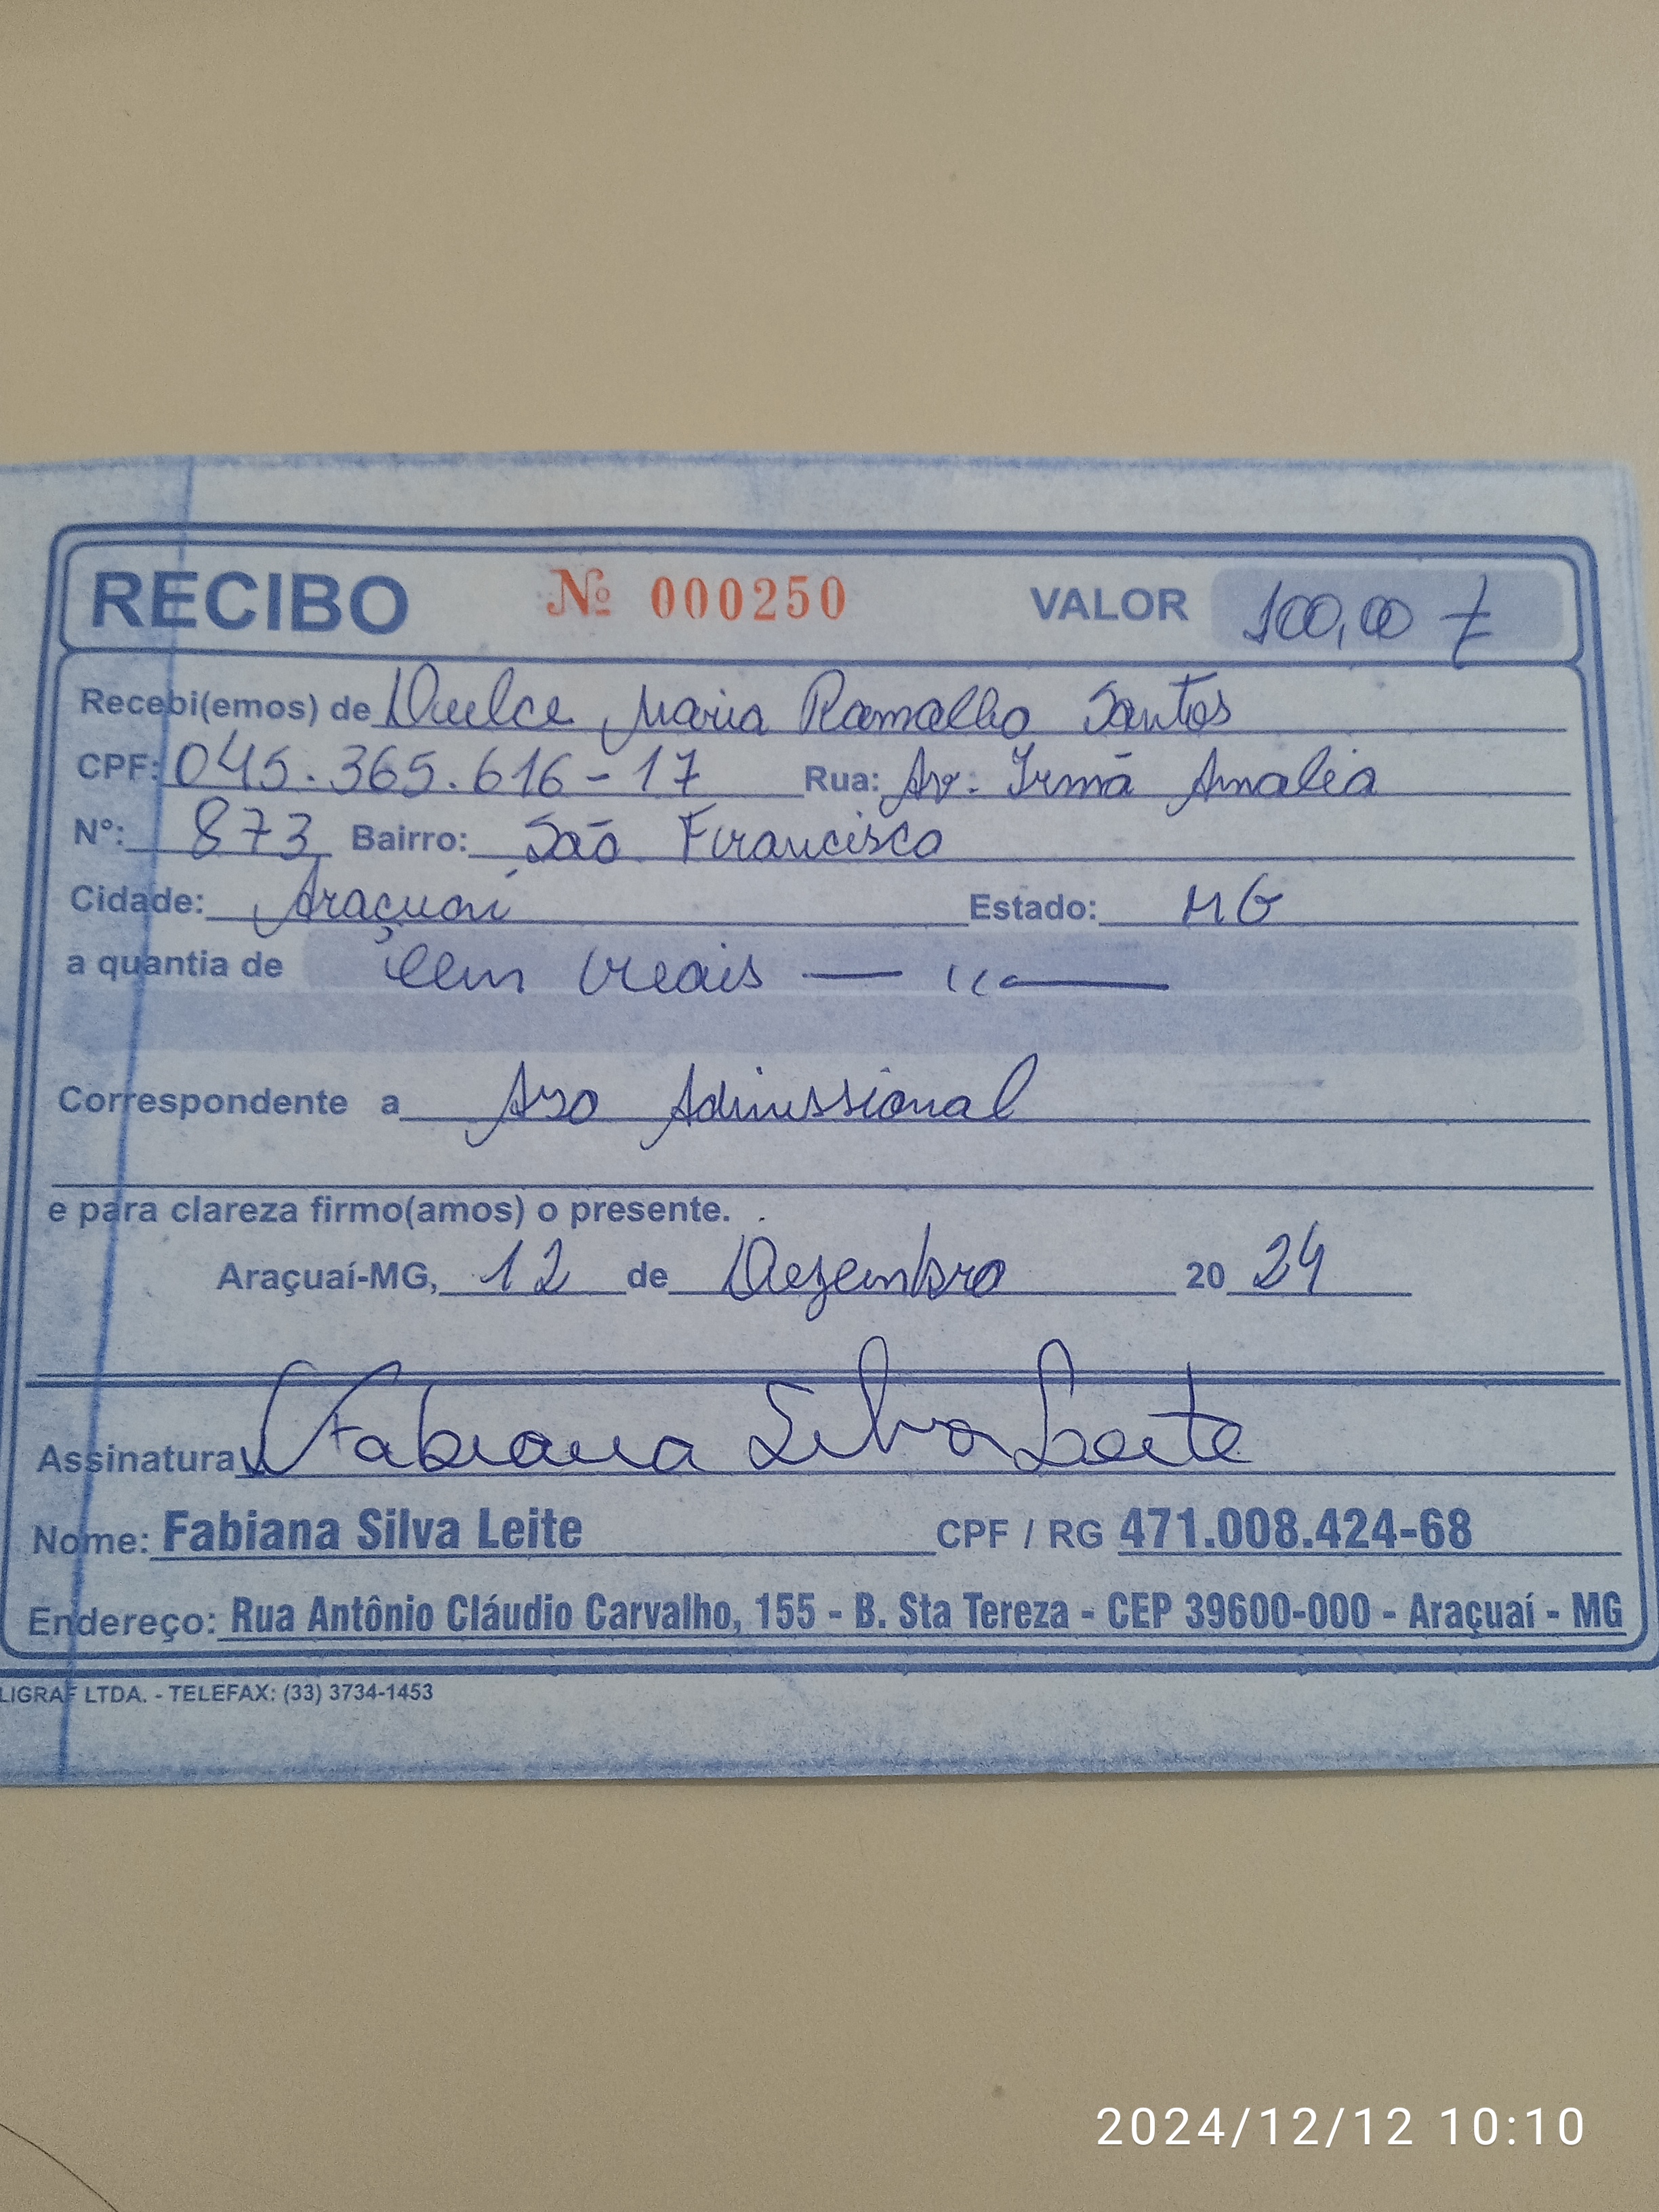 RECIBO Nº 000250 VALOR 100,00
Recebi(emos) de Dulce Maria Ramalho Santos
CPF: 045.365.616-17 Rua: Av. Irmã Amalia
Nº: 873 Bairro: São Francisco
Cidade: Araçuaí Estado: MG
a quantia de cem reais
Correspondente a Aso Admissional
e para clareza firmo(amos) o presente.
Araçuaí-MG, 12 de Dezembro 2024
Assinatura Fabiana Silva Leite
Nome: Fabiana Silva Leite CPF / RG 471.008.424-68
Endereço: Rua Antônio Cláudio Carvalho, 155 - B. Sta Tereza - CEP 39600-000 - Araçuaí - MG
LIGRAF LTDA. - TELEFAX: (33) 3734-1453
2024/12/12 10:10